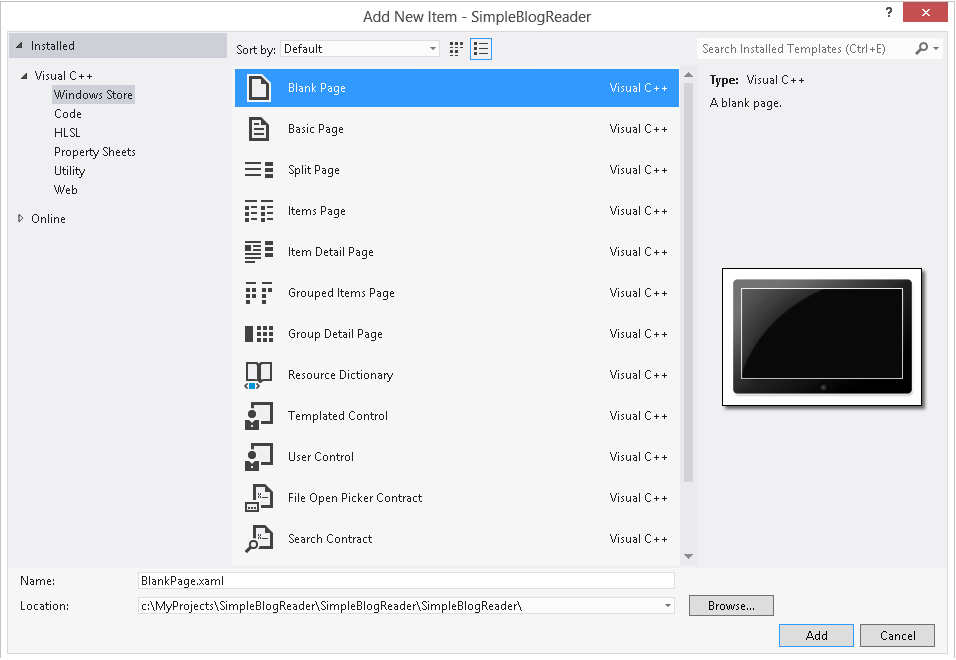 Add New Item - SimpleBlogReader
?
Installed
Sort by: Default
Search Installed Templates (Ctrl+E)
Visual C++
Windows Store
Code
HLSL
Property Sheets
Utility
Web
Online
Blank Page Visual C++
Basic Page Visual C++
Split Page Visual C++
Items Page Visual C++
Item Detail Page Visual C++
Grouped Items Page Visual C++
Group Detail Page Visual C++
Resource Dictionary Visual C++
Templated Control Visual C++
User Control Visual C++
File Open Picker Contract Visual C++
Search Contract Visual C++
Type: Visual C++
A blank page.
Name: BlankPage.xaml
Location: c:\MyProjects\SimpleBlogReader\SimpleBlogReader\SimpleBlogReader\ Browse...
Add Cancel